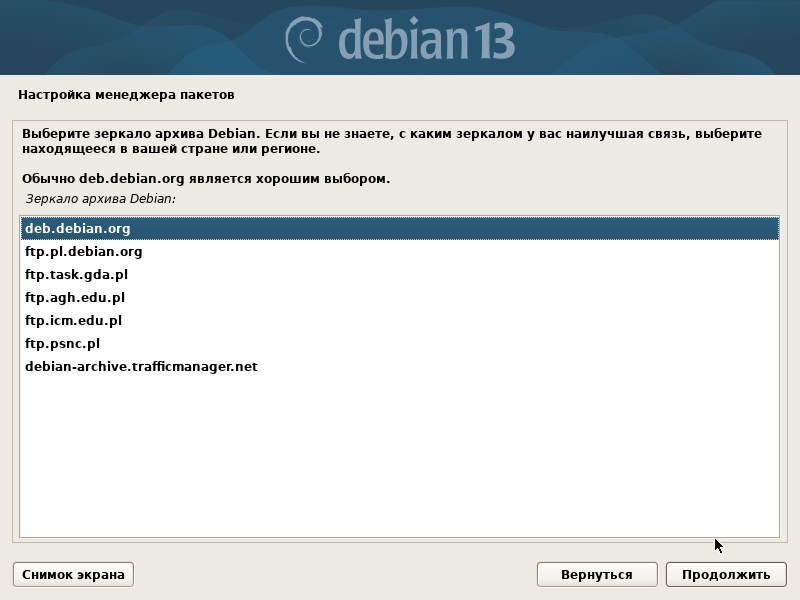 debian 13
Настройка менеджера пакетов
Выберите зеркало архива Debian. Если вы не знаете, с каким зеркалом у вас наилучшая связь, выберите
находящееся в вашей стране или регионе.
Обычно deb.debian.org является хорошим выбором.
Зеркало архива Debian:
deb.debian.org
ftp.pl.debian.org
ftp.task.gda.pl
ftp.agh.edu.pl
ftp.icm.edu.pl
ftp.psnc.pl
debian-archive.trafficmanager.net
Снимок экрана
Вернуться
Продолжить